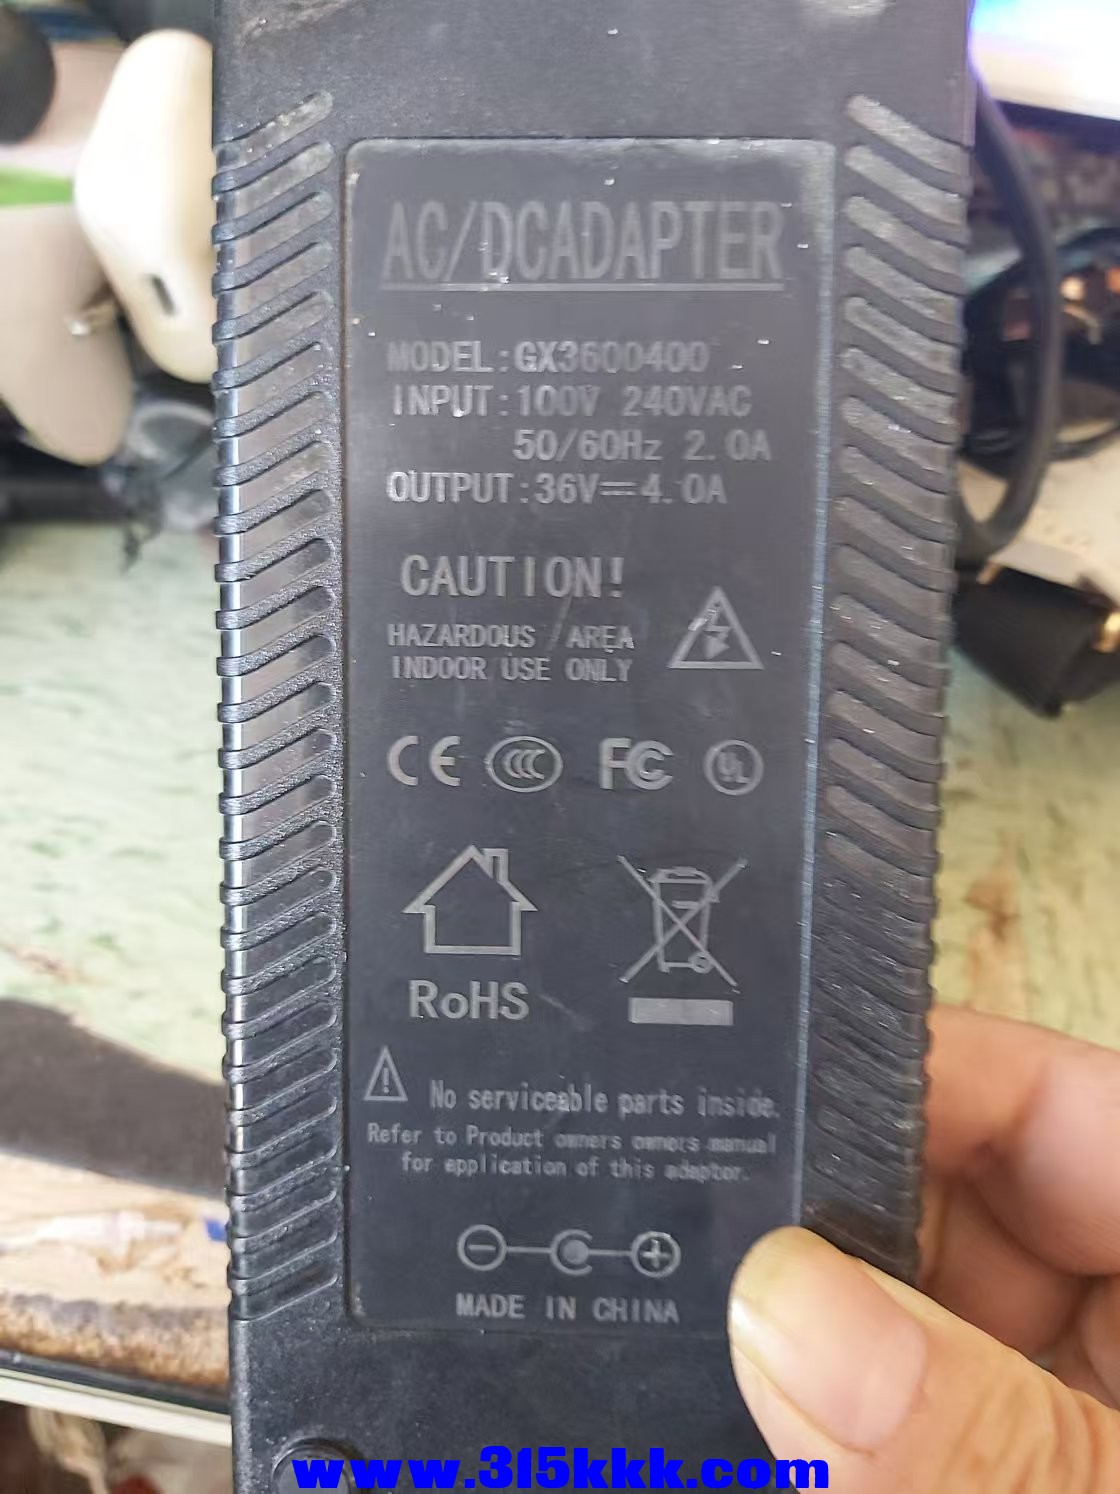 AC/DCADAPTER
MODEL:GX3600400
INPUT:100V 240VAC
50/60Hz 2.0A
OUTPUT:36V⎓4.0A
CAUTION!
HAZARDOUS AREA
INDOOR USE ONLY
CE CCC FC UL
RoHS
No serviceable parts inside.
Refer to Product owners owners manual
for application of this adaptor.
MADE IN CHINA
www.315kkk.com